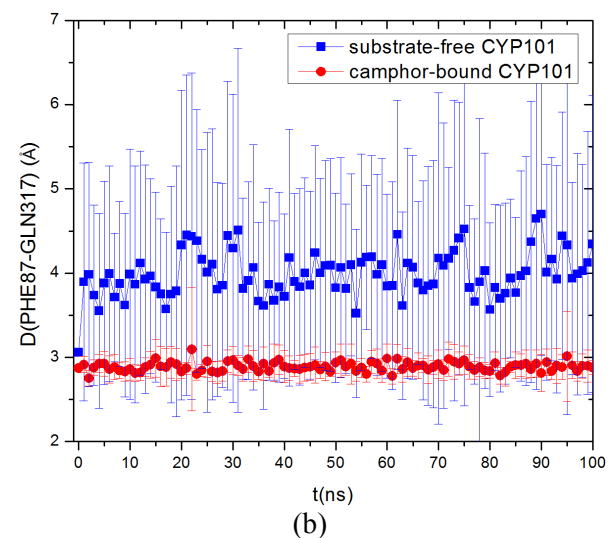 7
6
5
4
3
2
D(PHE87-GLN317) (Å)
substrate-free CYP101
camphor-bound CYP101
0 10 20 30 40 50 60 70 80 90 100
t(ns)
(b)